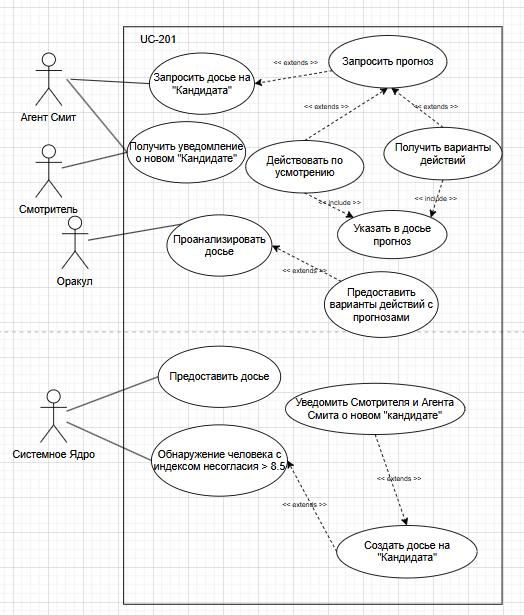 UC-201
<< extends >>
Запросить прогноз
Запросить досье на
"Кандидата"
Агент Смит
<< extends >>
<< extends >>
Получить уведомление
о новом "Кандидате"
Действовать по
усмотрению
Получить варианты
действий
Смотритель
<< include >>
<< include >>
Указать в досье
прогноз
Проанализировать
досье
Оракул
<< extends >>
Предоставить
варианты действий с
прогнозами
Предоставить досье
Уведомить Смотрителя и Агента
Смита о новом "кандидате"
Системное Ядро
Обнаружение человека с
индексом несогласия > 8.5
<< extends >>
<< extends >>
Создать досье на
"Кандидата"